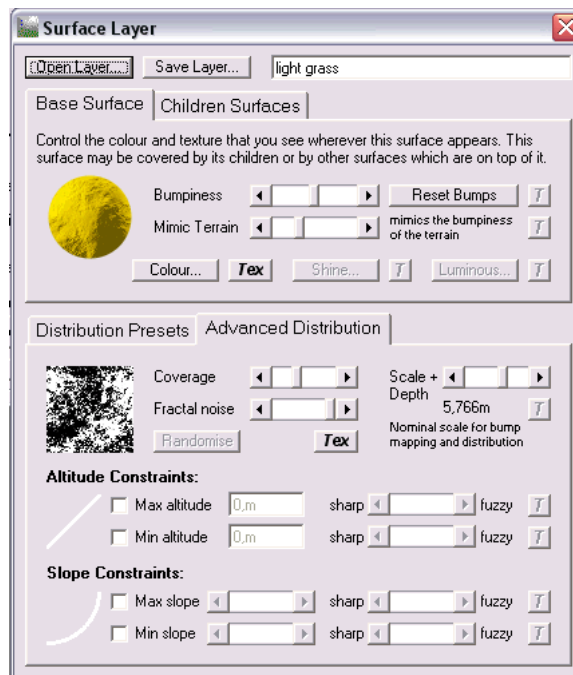 Surface Layer
Open Layer... Save Layer... light grass
Base Surface Children Surfaces
Control the colour and texture that you see wherever this surface appears. This
surface may be covered by its children or by other surfaces which are on top of it.
Bumpiness Reset Bumps T
Mimic Terrain mimics the bumpiness
of the terrain T
Colour... Tex Shine... T Luminous... T
Distribution Presets Advanced Distribution
Coverage Scale +
Depth
Fractal noise 5,766m T
Randomise Tex Nominal scale for bump
mapping and distribution
Altitude Constraints:
Max altitude 0,m sharp fuzzy T
Min altitude 0,m sharp fuzzy T
Slope Constraints:
Max slope sharp fuzzy T
Min slope sharp fuzzy T